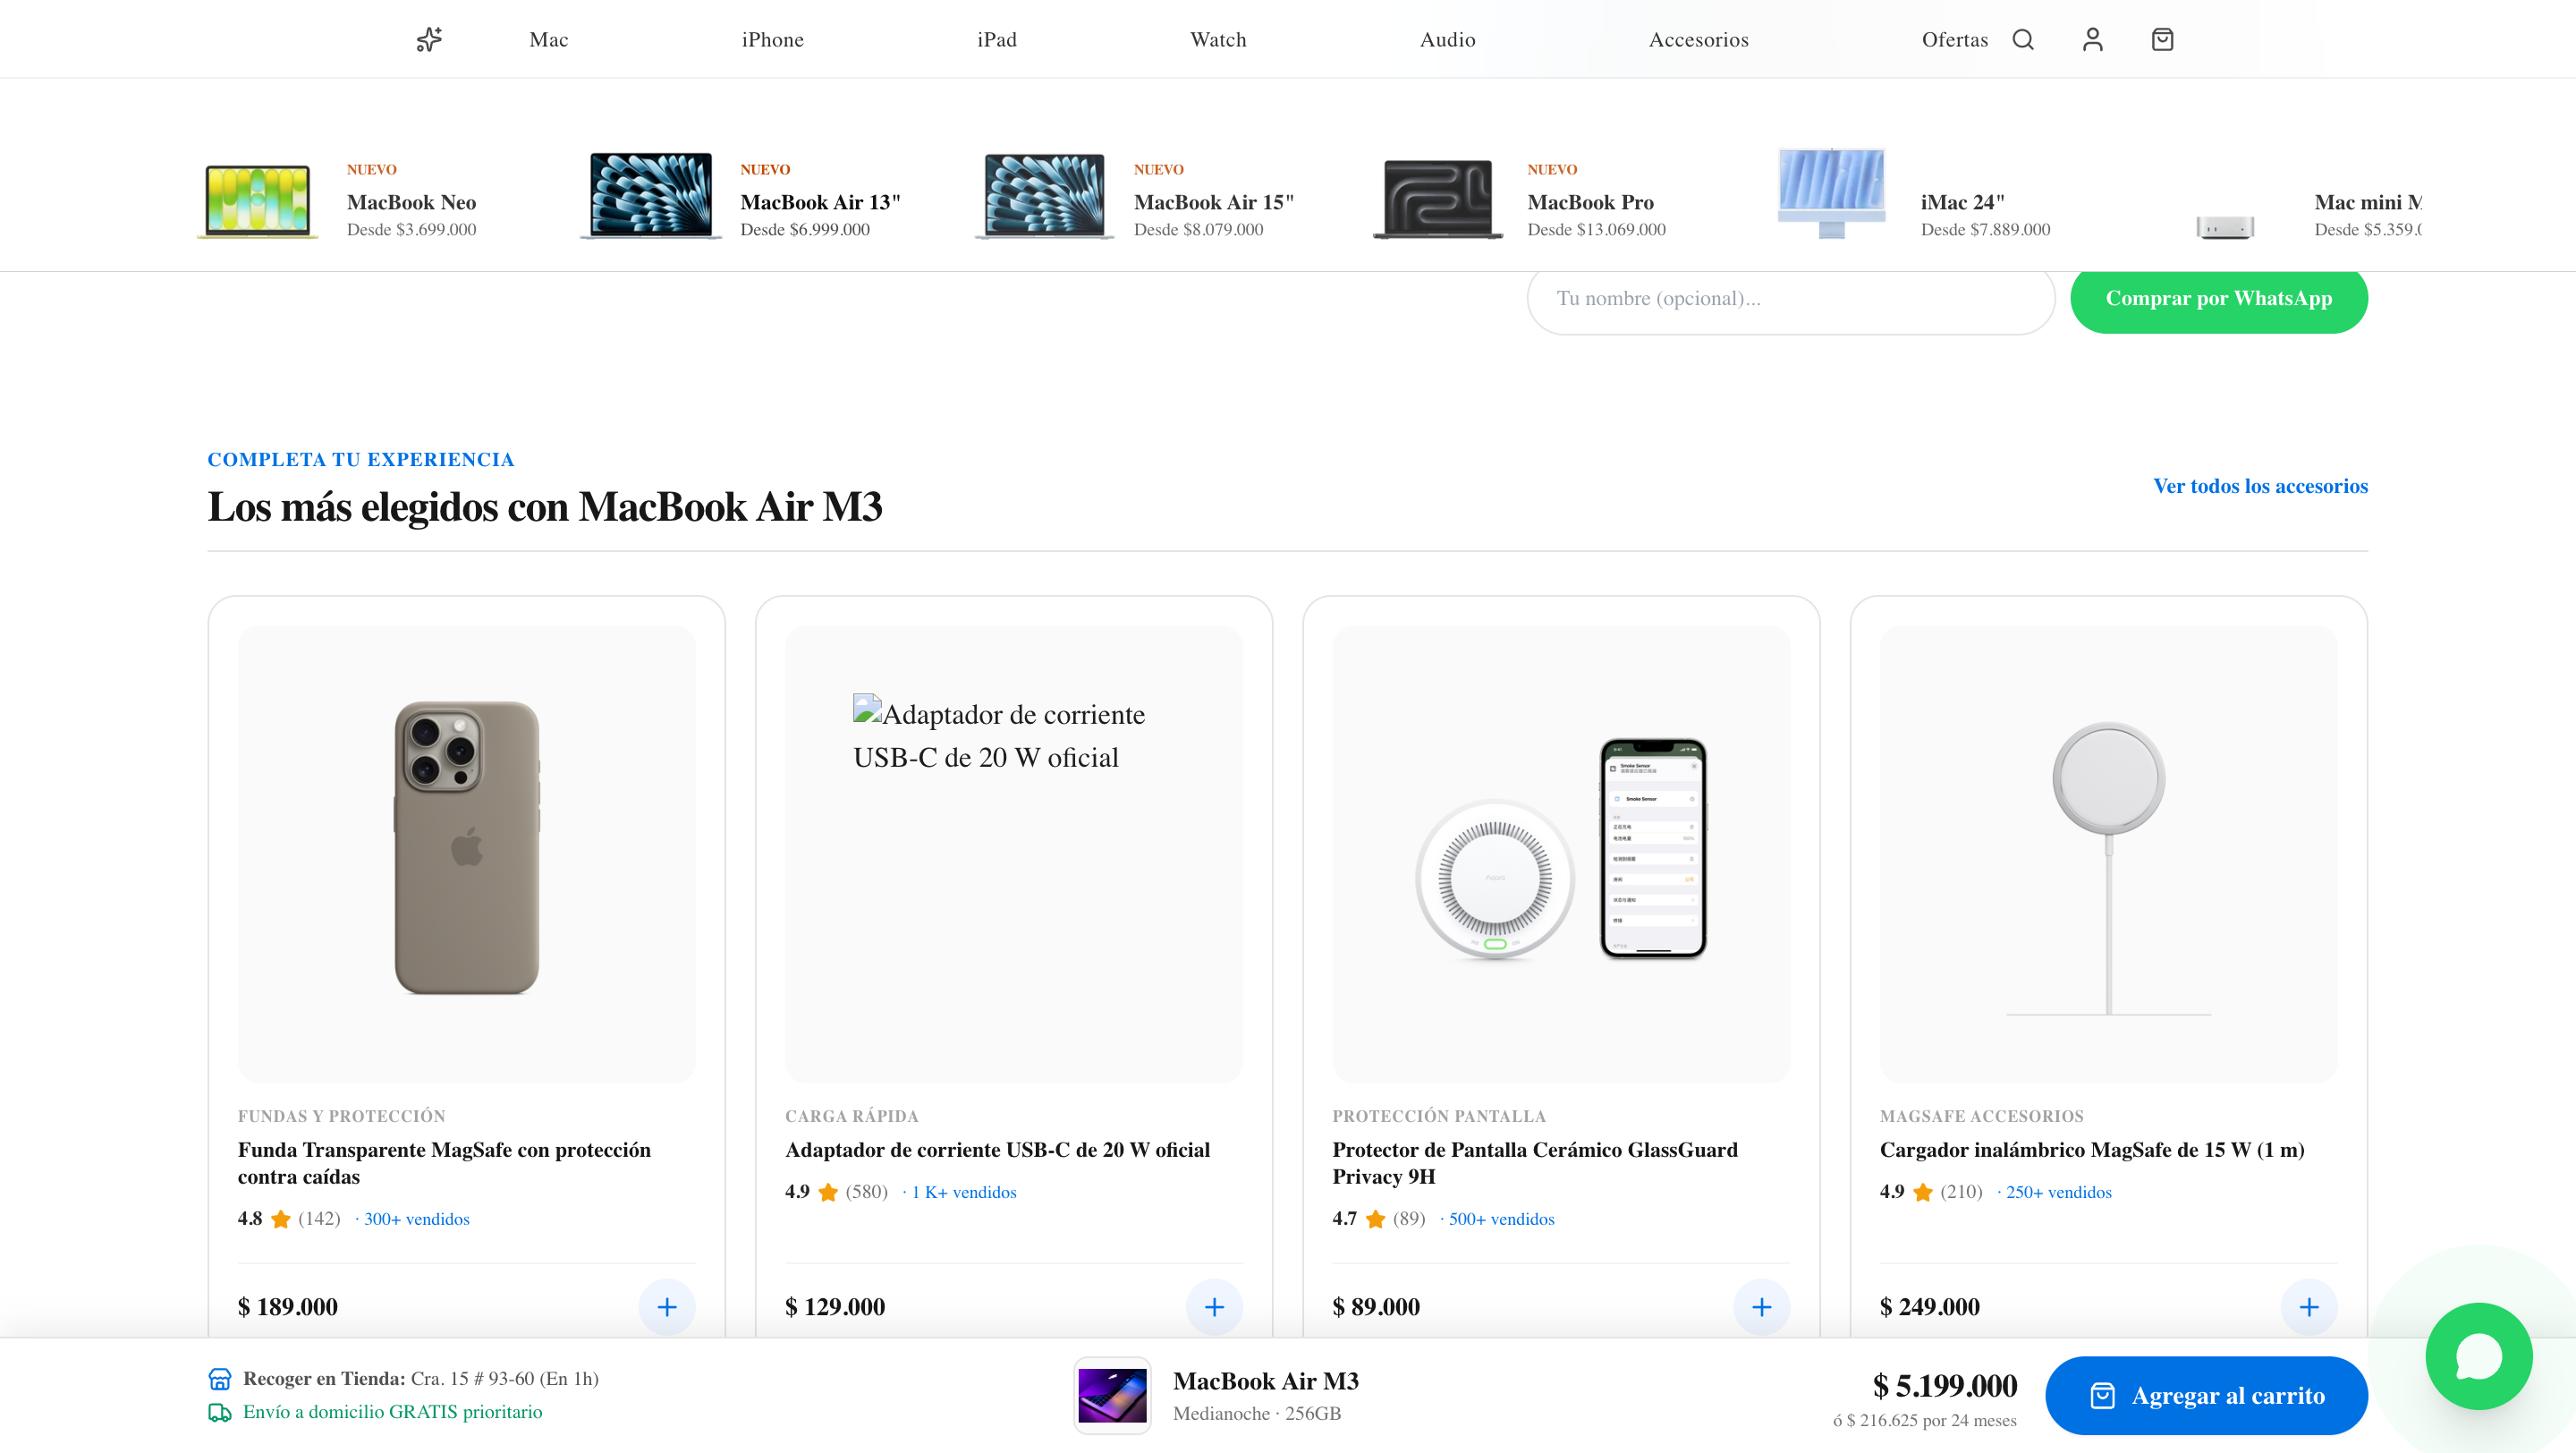 Mac
iPhone
iPad
Watch
Audio
Accesorios
Ofertas
NUEVO
MacBook Neo
Desde $3.699.000
NUEVO
MacBook Air 13"
Desde $6.999.000
NUEVO
MacBook Air 15"
Desde $8.079.000
NUEVO
MacBook Pro
Desde $13.069.000
iMac 24"
Desde $7.889.000
Mac mini
Desde
Tu nombre (opcional)...
Comprar por WhatsApp
COMPLETA TU EXPERIENCIA
Los más elegidos con MacBook Air M3
Ver todos los accesorios
FUNDAS Y PROTECCIÓN
Funda Transparente MagSafe con protección
contra caídas
4.8 (142) · 300+ vendidos
$ 189.000
Adaptador de corriente
USB-C de 20 W oficial
CARGA RÁPIDA
Adaptador de corriente USB-C de 20 W oficial
4.9 (580) · 1 K+ vendidos
$ 129.000
Smoke Sensor
Smoke Sensor
PROTECCIÓN PANTALLA
Protector de Pantalla Cerámico GlassGuard
Privacy 9H
4.7 (89) · 500+ vendidos
$ 89.000
MAGSAFE ACCESORIOS
Cargador inalámbrico MagSafe de 15 W (1 m)
4.9 (210) · 250+ vendidos
$ 249.000
Recoger en Tienda: Cra. 15 # 93-60 (En 1h)
Envío a domicilio GRATIS prioritario
MacBook Air M3
Medianoche · 256GB
$ 5.199.000
ó $ 216.625 por 24 meses
Agregar al carrito